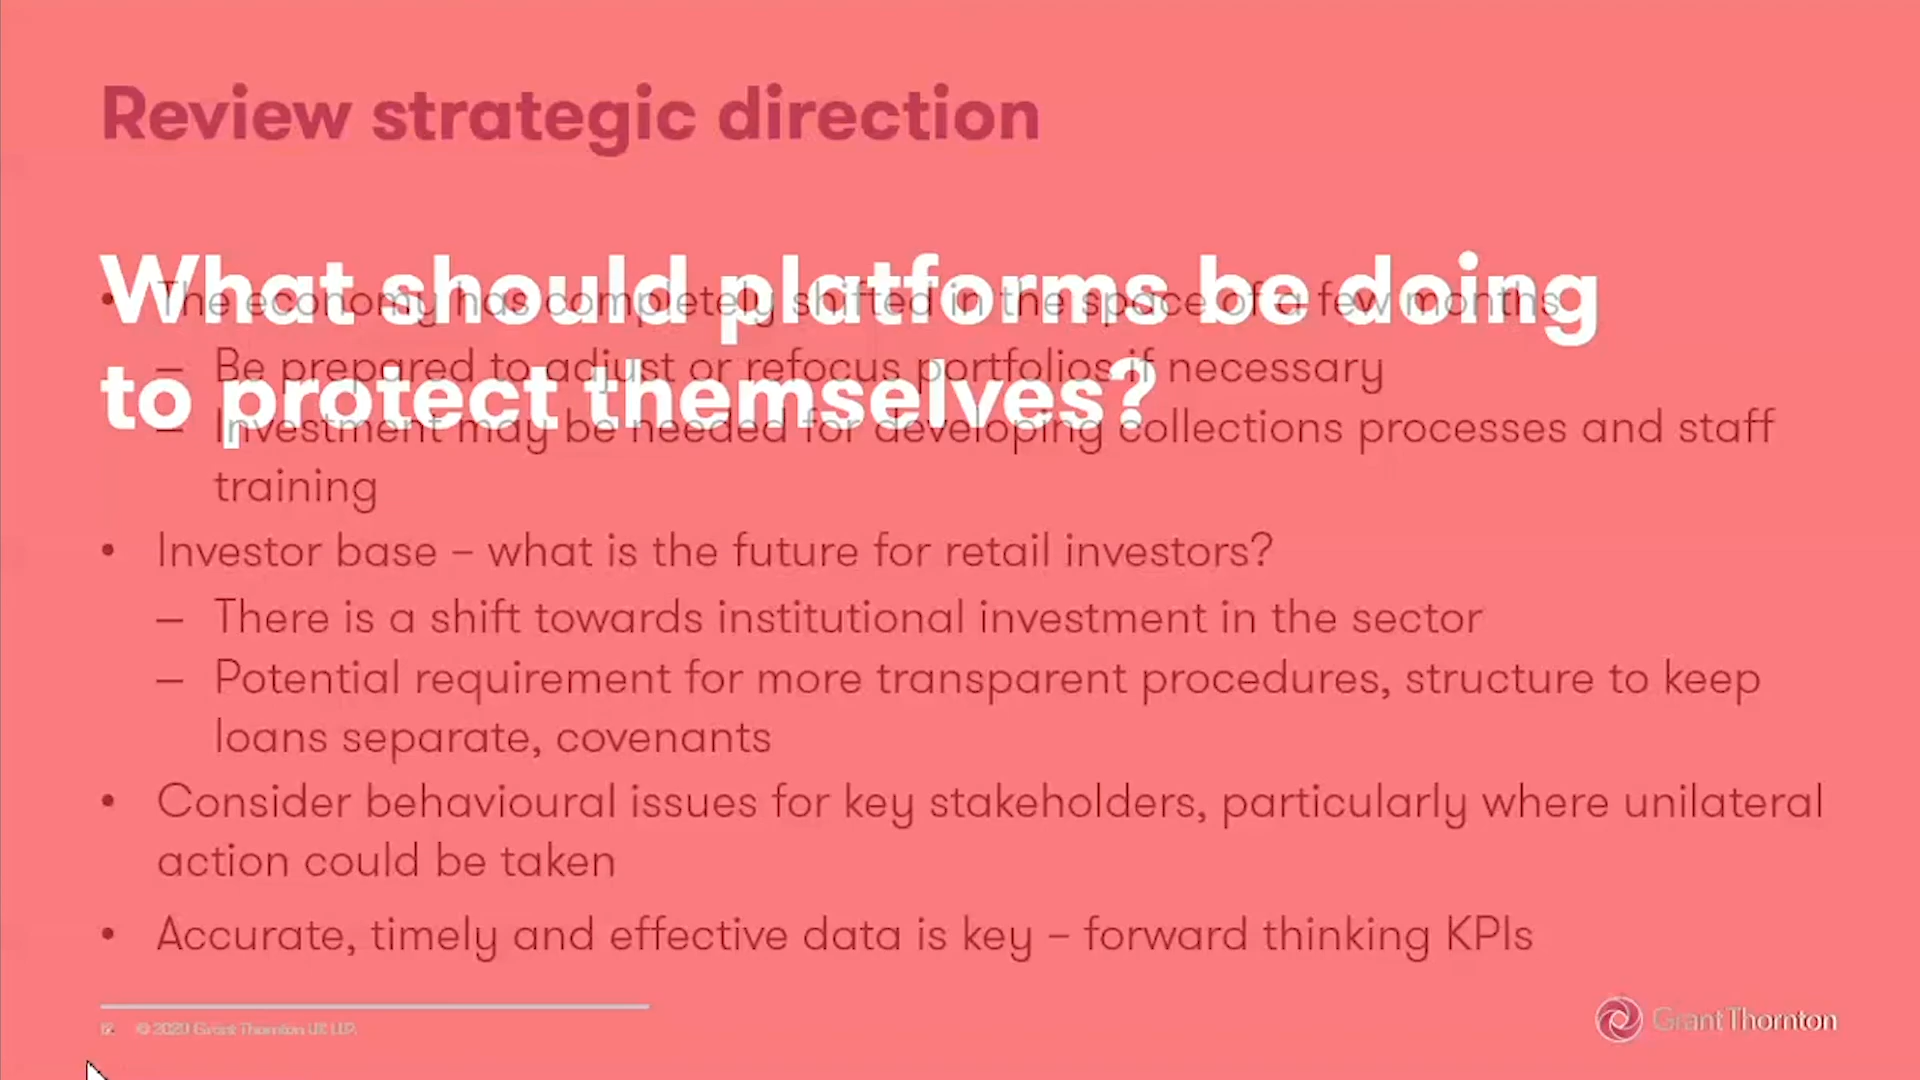 Review strategic direction
What should platforms be doing
to protect themselves?
• The economy has completely shifted in the space of a few months
– Be prepared to adjust or refocus portfolios if necessary
– Investment may be needed for developing collections processes and staff
training
• Investor base – what is the future for retail investors?
– There is a shift towards institutional investment in the sector
– Potential requirement for more transparent procedures, structure to keep
loans separate, covenants
• Consider behavioural issues for key stakeholders, particularly where unilateral
action could be taken
• Accurate, timely and effective data is key – forward thinking KPIs
© 2020 Grant Thornton UK LLP.
Grant Thornton